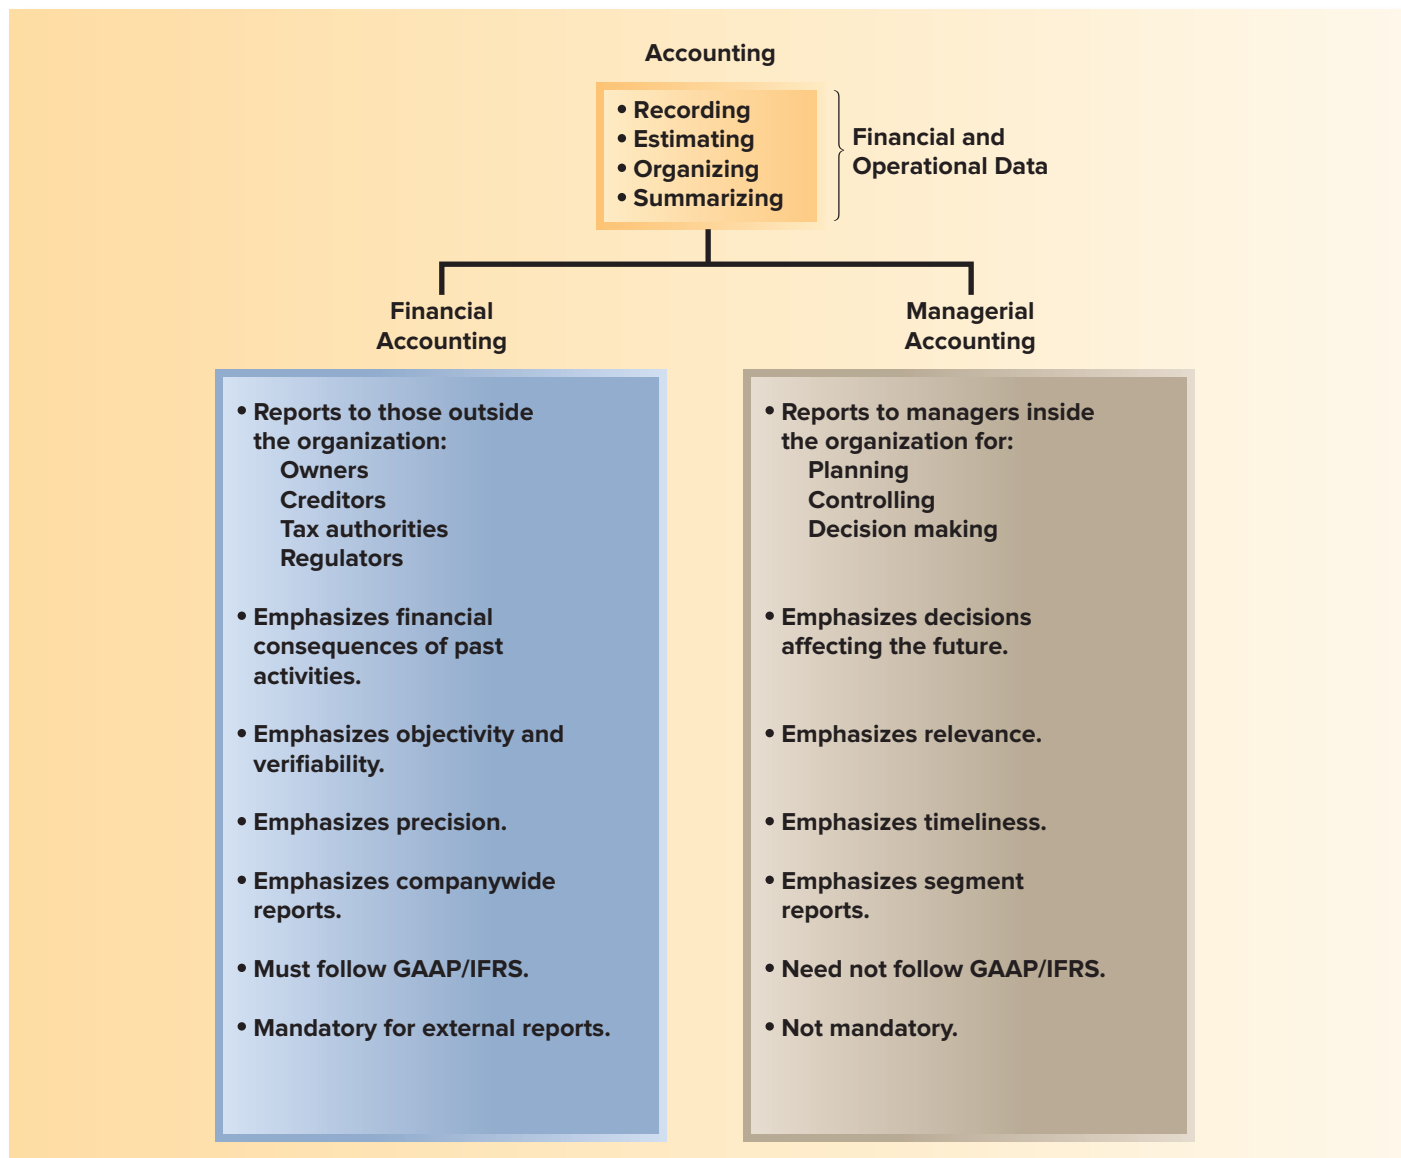 Accounting
• Recording
• Estimating
• Organizing
• Summarizing
Financial and
Operational Data
Financial
Accounting
• Reports to those outside
the organization:
Owners
Creditors
Tax authorities
Regulators
• Emphasizes financial
consequences of past
activities.
• Emphasizes objectivity and
verifiability.
• Emphasizes precision.
• Emphasizes companywide
reports.
• Must follow GAAP/IFRS.
• Mandatory for external reports.
Managerial
Accounting
• Reports to managers inside
the organization for:
Planning
Controlling
Decision making
• Emphasizes decisions
affecting the future.
• Emphasizes relevance.
• Emphasizes timeliness.
• Emphasizes segment
reports.
• Need not follow GAAP/IFRS.
• Not mandatory.